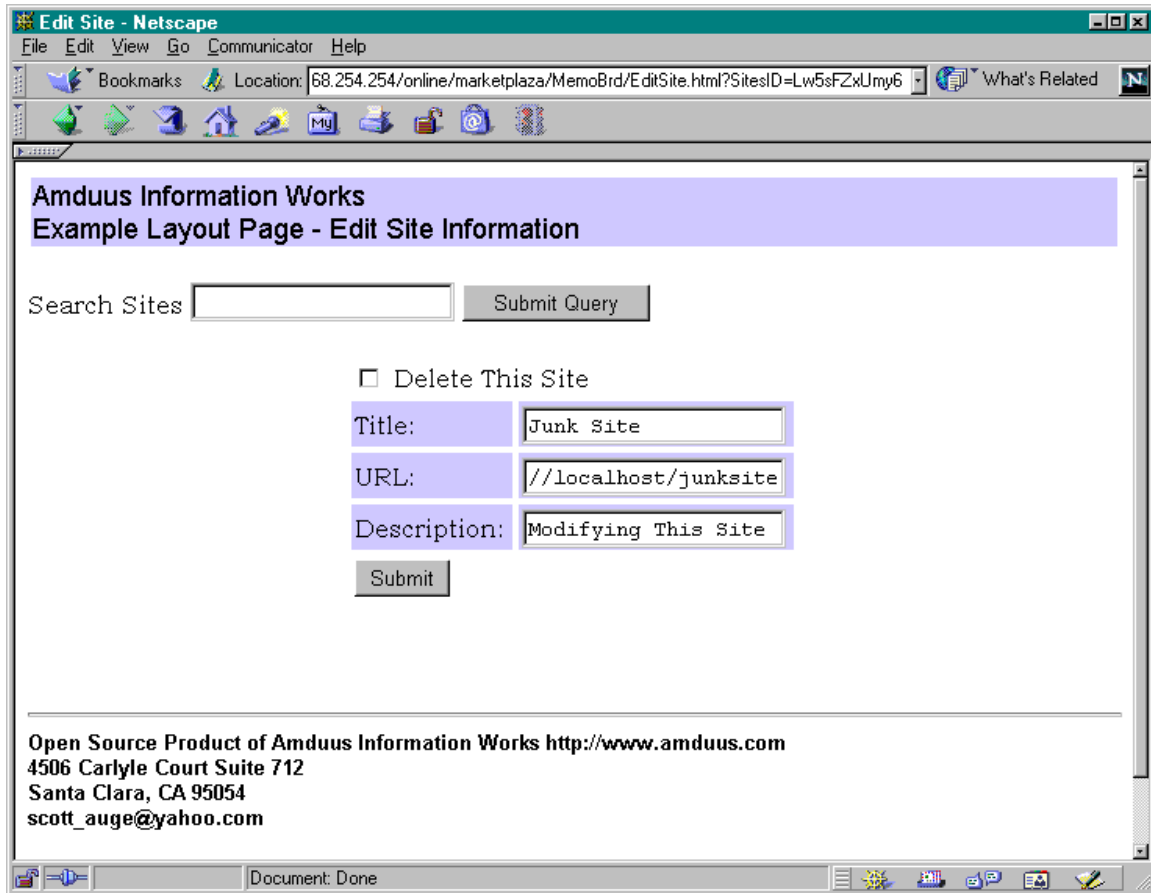 Edit Site - Netscape
File Edit View Go Communicator Help
Bookmarks Location: 68.254.254/online/marketplaza/MemoBrd/EditSite.html?SitesID=Lw5sFZxUmy6 What's Related N
My
Amduus Information Works
Example Layout Page - Edit Site Information
Search Sites Submit Query
Delete This Site
Title: Junk Site
URL: //localhost/junksite
Description: Modifying This Site
Submit
Open Source Product of Amduus Information Works http://www.amduus.com
4506 Carlyle Court Suite 712
Santa Clara, CA 95054
scott_auge@yahoo.com
Document: Done